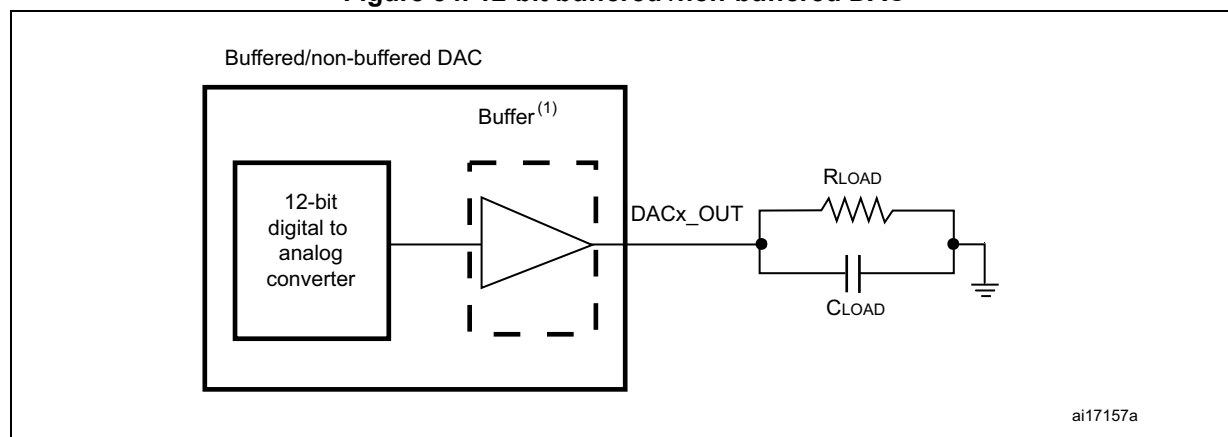 Buffered/non-buffered DAC
Buffer(1)
12-bit
digital to
analog
converter
DACx_OUT
RLOAD
CLOAD
ai17157a